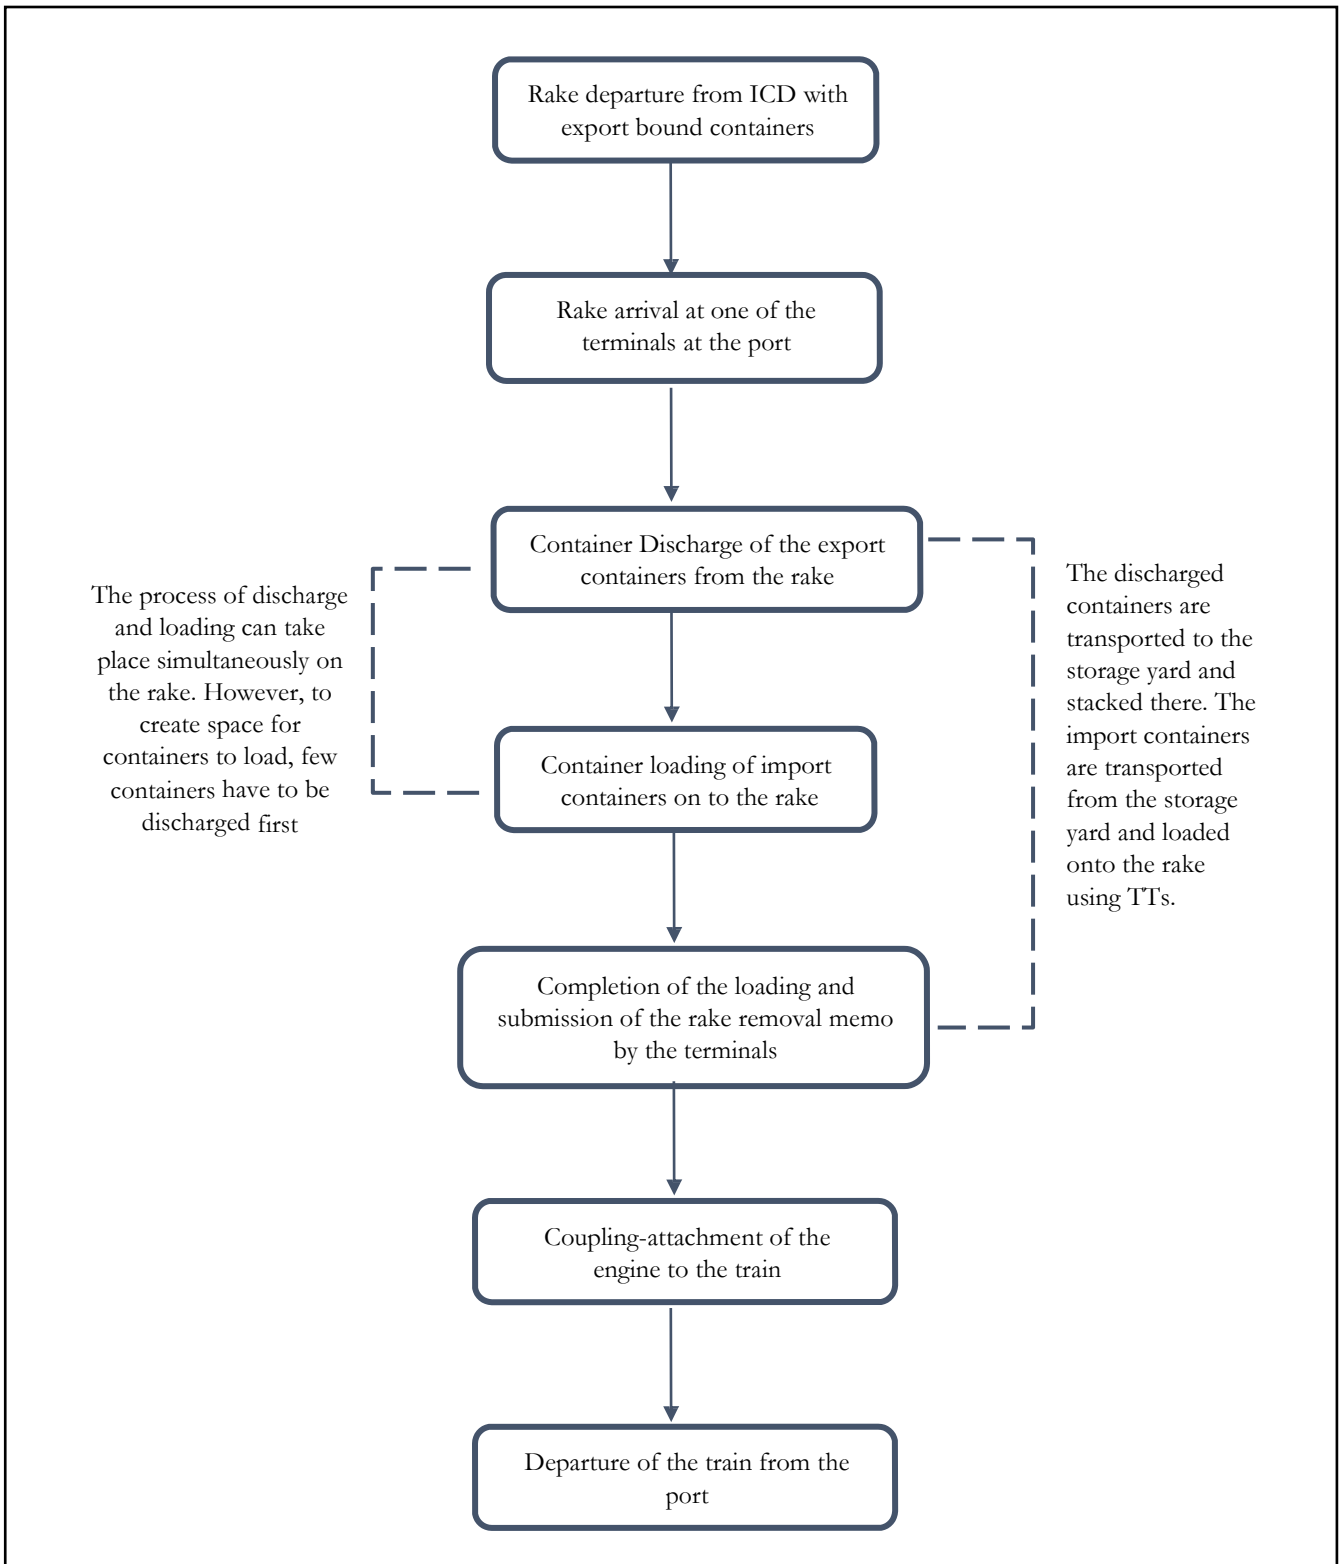 Rake departure from ICD with
export bound containers
Rake arrival at one of the
terminals at the port
Container Discharge of the export
containers from the rake
The process of discharge
and loading can take
place simultaneously on
the rake. However, to
create space for
containers to load, few
containers have to be
discharged first
The discharged
containers are
transported to the
storage yard and
stacked there. The
import containers
are transported
from the storage
yard and loaded
onto the rake
using TTs.
Container loading of import
containers on to the rake
Completion of the loading and
submission of the rake removal memo
by the terminals
Coupling-attachment of the
engine to the train
Departure of the train from the
port